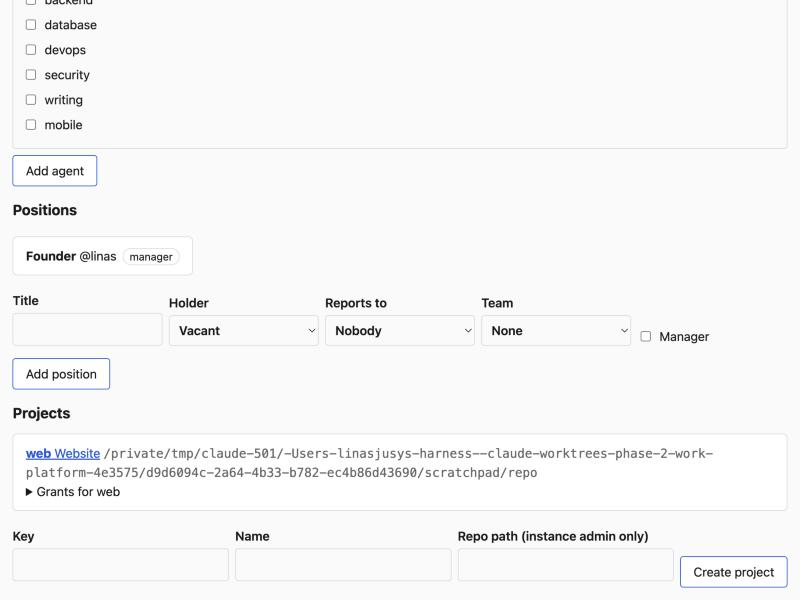 backend
database
devops
security
writing
mobile
Add agent
Positions
Founder @linas manager
Title
Holder
Reports to
Team
Vacant
Nobody
None
Manager
Add position
Projects
web Website /private/tmp/claude-501/-Users-linasjusys-harness--claude-worktrees-phase-2-work-
platform-4e3575/d9d6094c-2a64-4b33-b782-ec4b86d43690/scratchpad/repo
Grants for web
Key
Name
Repo path (instance admin only)
Create project